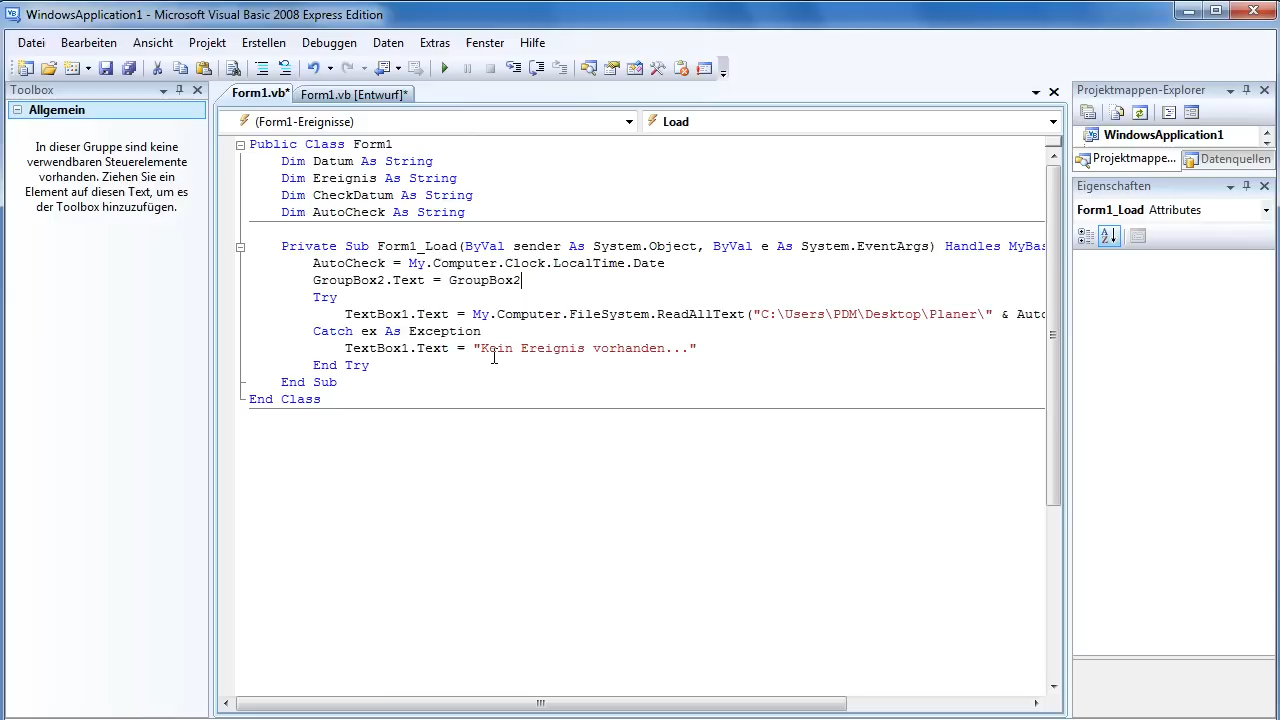 WindowsApplication1 - Microsoft Visual Basic 2008 Express Edition
Datei Bearbeiten Ansicht Projekt Erstellen Debuggen Daten Extras Fenster Hilfe
Toolbox
Allgemein
In dieser Gruppe sind keine
verwendbaren Steuerelemente
vorhanden. Ziehen Sie ein
Element auf diesen Text, um es
der Toolbox hinzuzufügen.
Form1.vb* Form1.vb [Entwurf]*
(Form1-Ereignisse) Load
Public Class Form1
Dim Datum As String
Dim Ereignis As String
Dim CheckDatum As String
Dim AutoCheck As String
Private Sub Form1_Load(ByVal sender As System.Object, ByVal e As System.EventArgs) Handles MyBas
AutoCheck = My.Computer.Clock.LocalTime.Date
GroupBox2.Text = GroupBox2
Try
TextBox1.Text = My.Computer.FileSystem.ReadAllText("C:\Users\PDM\Desktop\Planer\" & Auto
Catch ex As Exception
TextBox1.Text = "Kein Ereignis vorhanden..."
End Try
End Sub
End Class
Projektmappen-Explorer
WindowsApplication1
Projektmappe... Datenquellen
Eigenschaften
Form1_Load Attributes